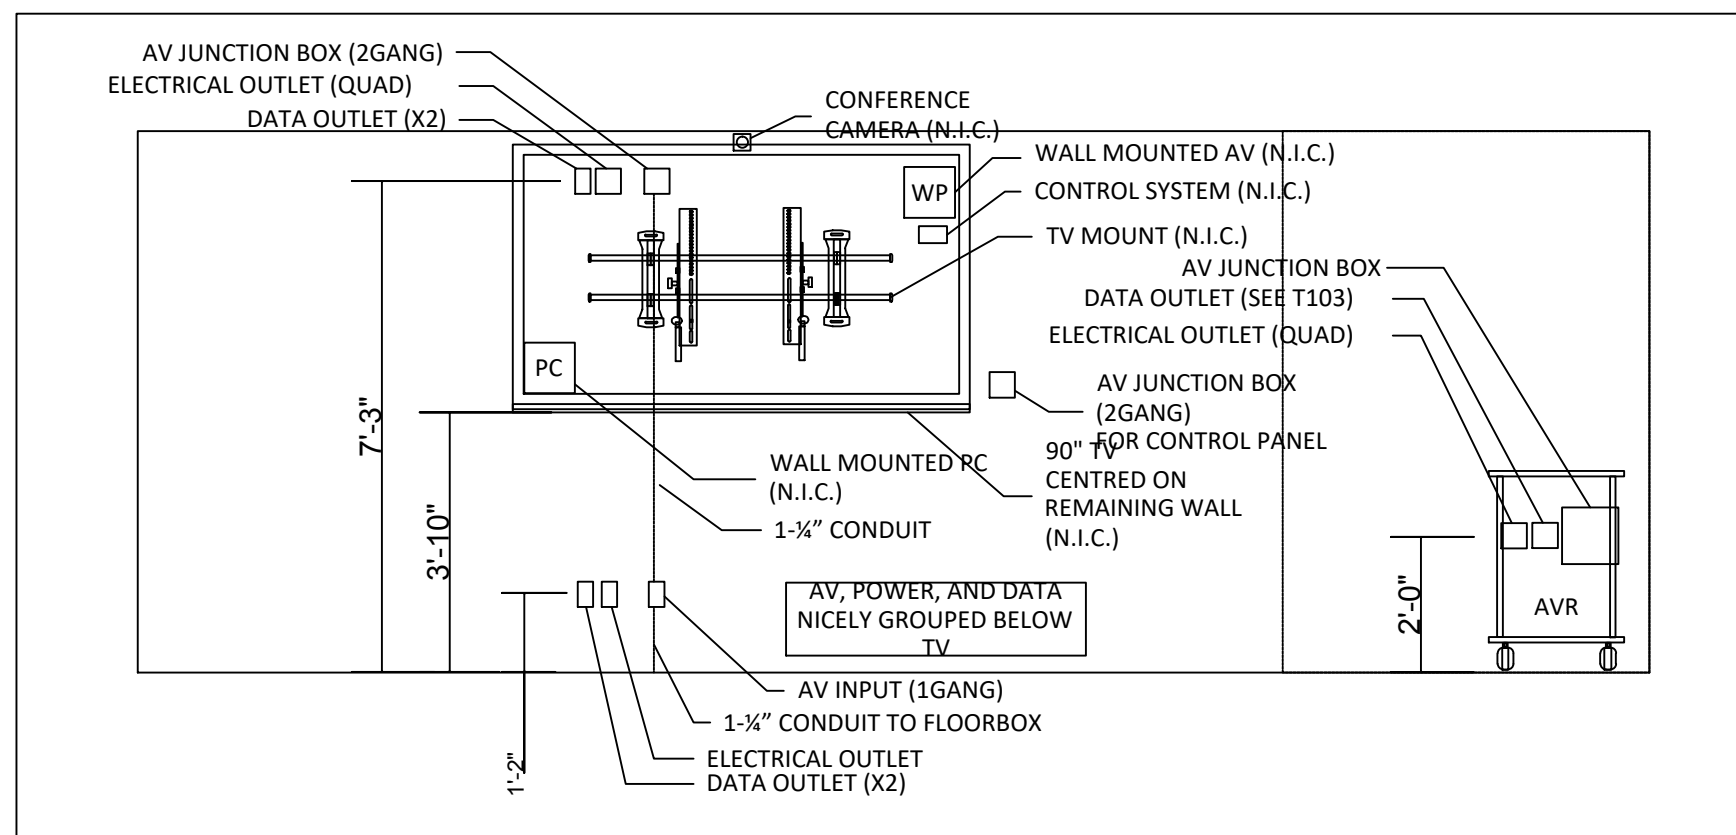 AV JUNCTION BOX (2GANG)
ELECTRICAL OUTLET (QUAD)
DATA OUTLET (X2)
CONFERENCE
CAMERA (N.I.C.)
WALL MOUNTED AV (N.I.C.)
WP
CONTROL SYSTEM (N.I.C.)
TV MOUNT (N.I.C.)
AV JUNCTION BOX
DATA OUTLET (SEE T103)
ELECTRICAL OUTLET (QUAD)
PC
AV JUNCTION BOX
(2GANG)
FOR CONTROL PANEL
7'-3"
3'-10"
90" TV
CENTRED ON
REMAINING WALL
(N.I.C.)
WALL MOUNTED PC
(N.I.C.)
1-¼” CONDUIT
2'-0"
AVR
AV, POWER, AND DATA
NICELY GROUPED BELOW
TV
AV INPUT (1GANG)
1-¼” CONDUIT TO FLOORBOX
ELECTRICAL OUTLET
DATA OUTLET (X2)
1'-2"